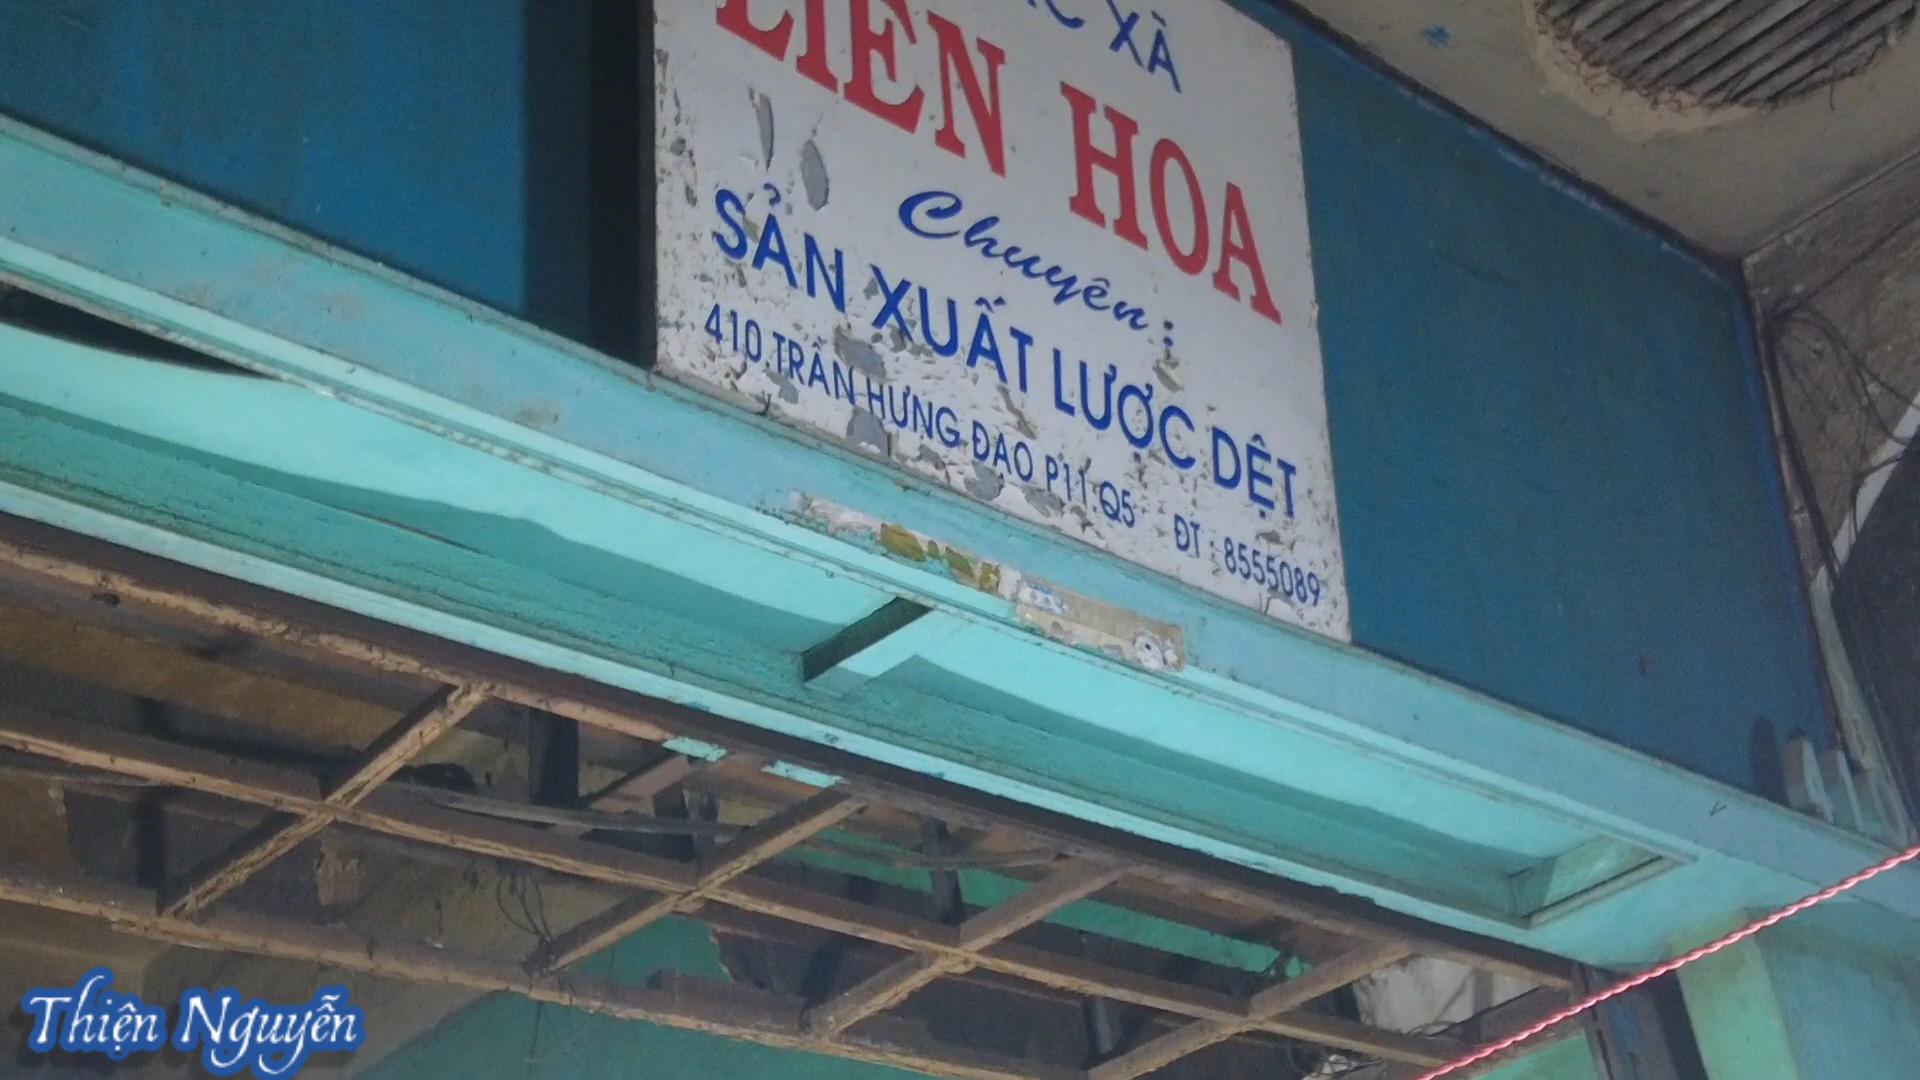 XÃ
LIÊN HOA
Chuyên :
SẢN XUẤT LƯỢC DỆT
410 TRẦN HƯNG ĐẠO P11 Q5 ĐT : 8555089
Thiện Nguyễn